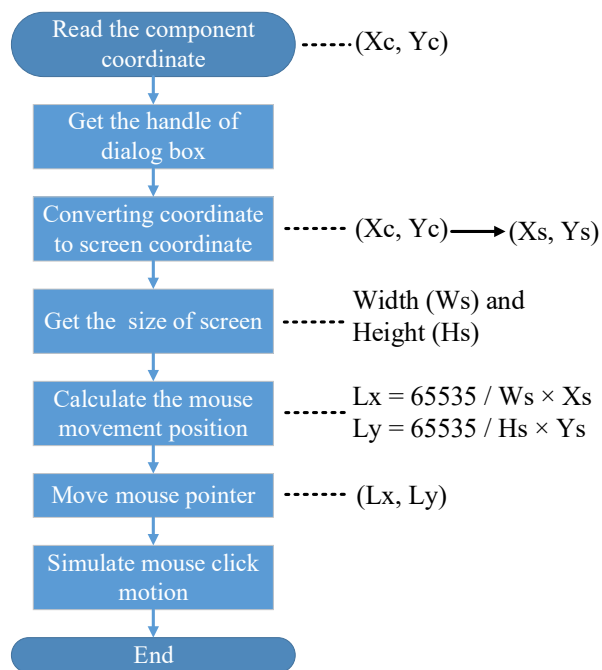 Read the component
coordinate
(Xc, Yc)
Get the handle of
dialog box
Converting coordinate
to screen coordinate
(Xc, Yc)
(Xs, Ys)
Get the size of screen
Width (Ws) and
Height (Hs)
Calculate the mouse
movement position
Lx = 65535 / Ws × Xs
Ly = 65535 / Hs × Ys
Move mouse pointer
(Lx, Ly)
Simulate mouse click
motion
End